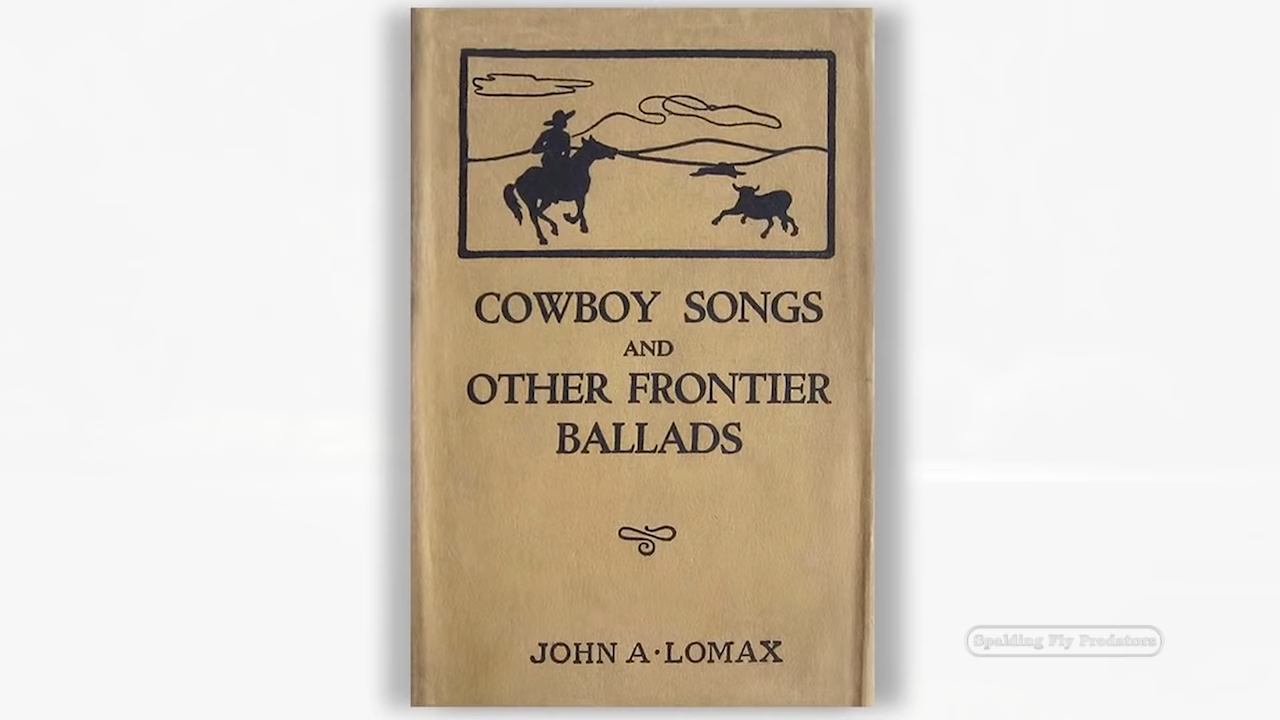 COWBOY SONGS
AND
OTHER FRONTIER
BALLADS
JOHN A·LOMAX
Spalding Fly Predators